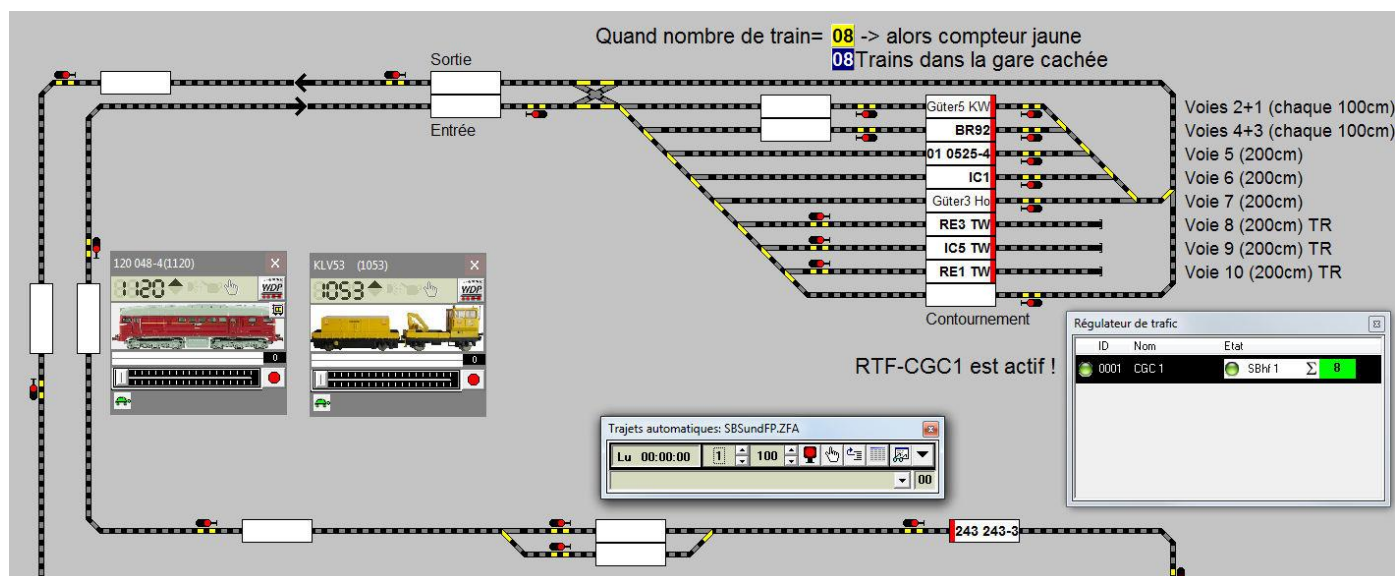 Quand nombre de train= 08 -> alors compteur jaune
08 Trains dans la gare cachée
Sortie
Entrée
Güter5 KW
BR92
01 0525-4
IC1
Güter3 Ho
RE3 TW
IC5 TW
RE1 TW
Contournement
Voies 2+1 (chaque 100cm)
Voies 4+3 (chaque 100cm)
Voie 5 (200cm)
Voie 6 (200cm)
Voie 7 (200cm)
Voie 8 (200cm) TR
Voie 9 (200cm) TR
Voie 10 (200cm) TR
120 048-4(1120)
1120
WDP
0
KLV53 (1053)
1053
WDP
0
RTF-CGC1 est actif !
Régulateur de trafic
ID Nom Etat
0001 CGC 1 SBhf 1 Σ 8
Trajets automatiques: SBSundFP.ZFA
Lu 00:00:00 1 100
00
243 243-3